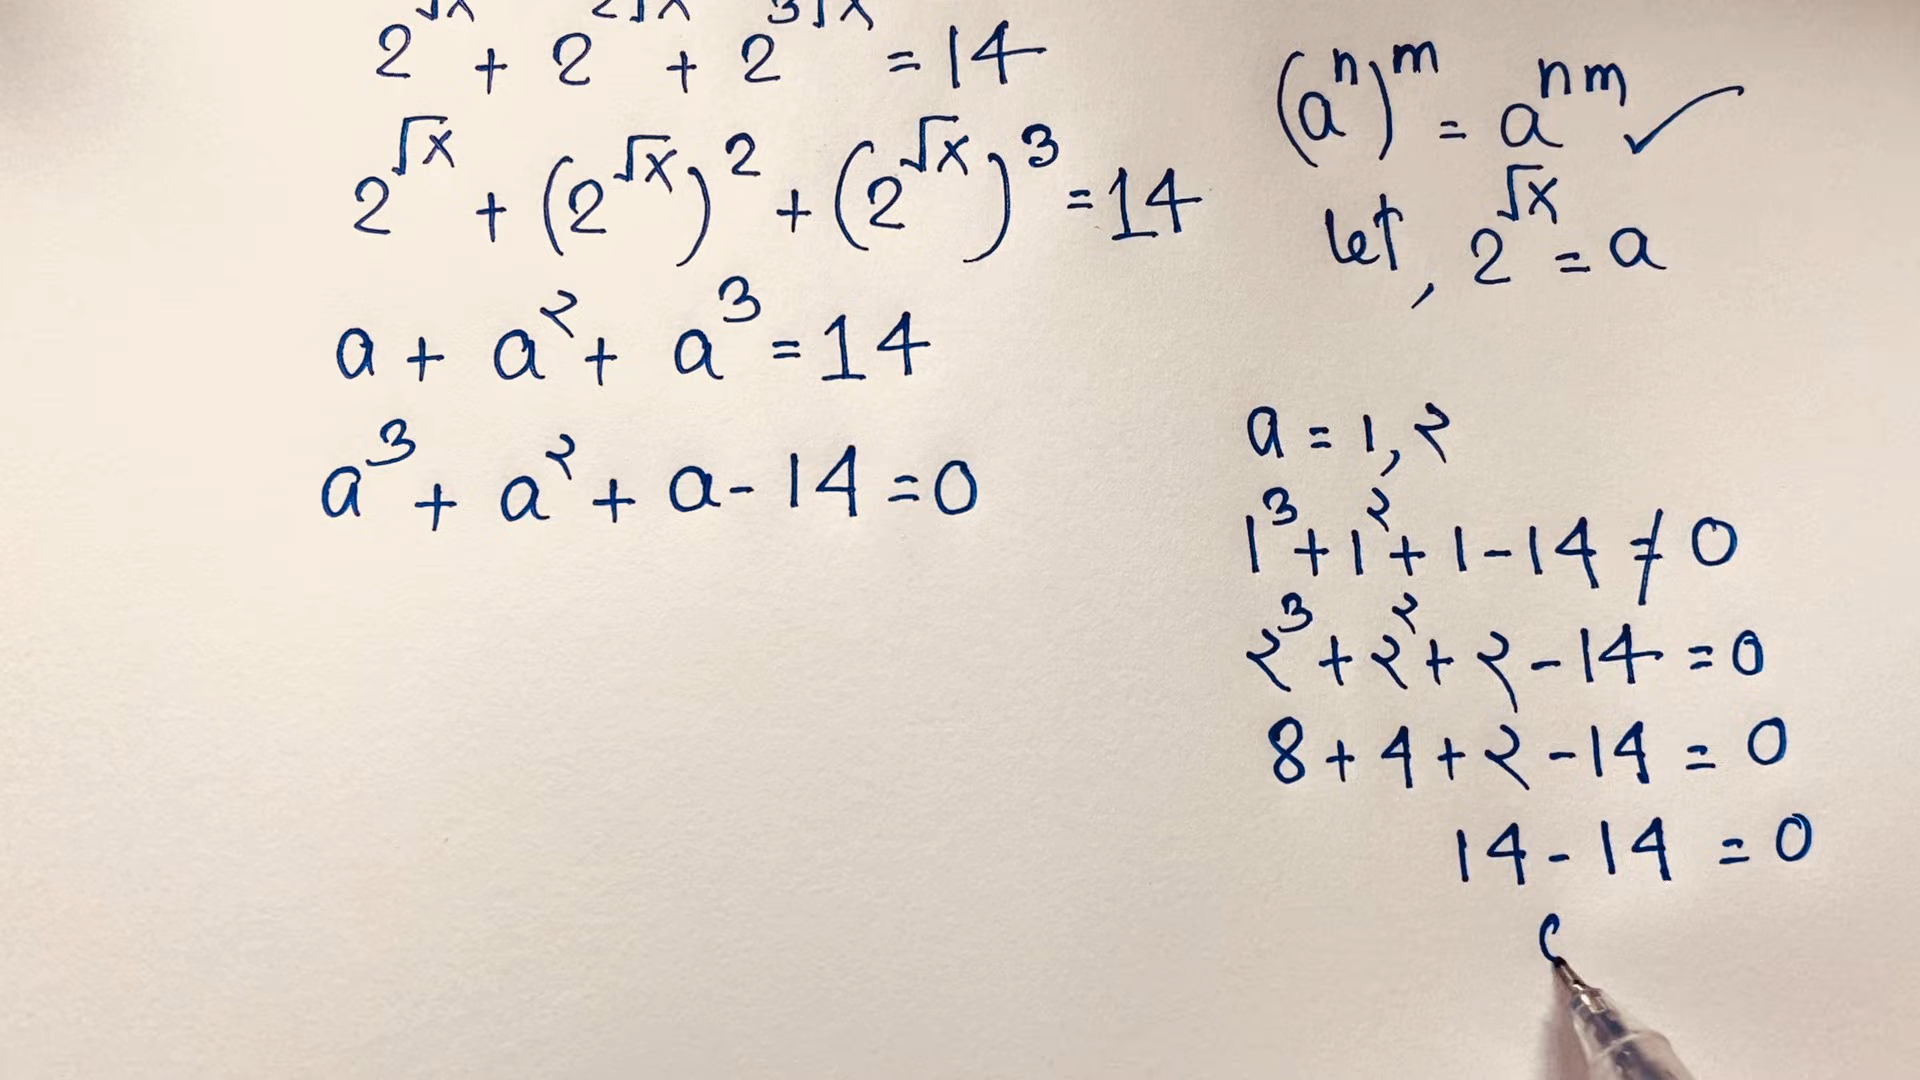 2^√x + 2^2√x + 2^3√x = 14
2^√x + (2^√x)^2 + (2^√x)^3 = 14
a + a^2 + a^3 = 14
a^3 + a^2 + a - 14 = 0
(a^n)^m = a^nm ✓
let, 2^√x = a
a = 1, 2
1^3 + 1^2 + 1 - 14 ≠ 0
2^3 + 2^2 + 2 - 14 = 0
8 + 4 + 2 - 14 = 0
14 - 14 = 0